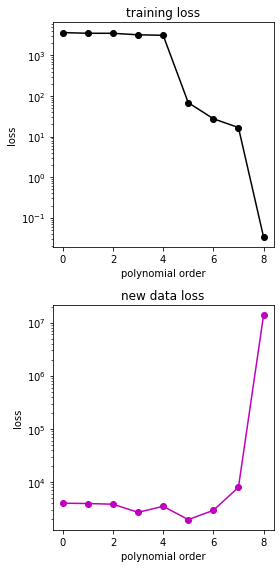 training loss
10³
10²
10¹
10⁰
10⁻¹
loss
0 2 4 6 8
polynomial order
new data loss
10⁷
10⁶
10⁵
10⁴
loss
0 2 4 6 8
polynomial order